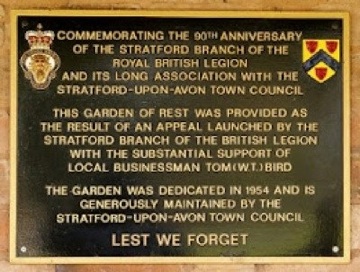 COMMEMORATING THE 90TH ANNIVERSARY
OF THE STRATFORD BRANCH OF THE
ROYAL BRITISH LEGION
AND ITS LONG ASSOCIATION WITH THE
STRATFORD-UPON-AVON TOWN COUNCIL
THIS GARDEN OF REST WAS PROVIDED AS
THE RESULT OF AN APPEAL LAUNCHED BY THE
STRATFORD BRANCH OF THE BRITISH LEGION
WITH THE SUBSTANTIAL SUPPORT OF
LOCAL BUSINESSMAN TOM (W.T.) BIRD
THE GARDEN WAS DEDICATED IN 1954 AND IS
GENEROUSLY MAINTAINED BY THE
STRATFORD-UPON-AVON TOWN COUNCIL
LEST WE FORGET